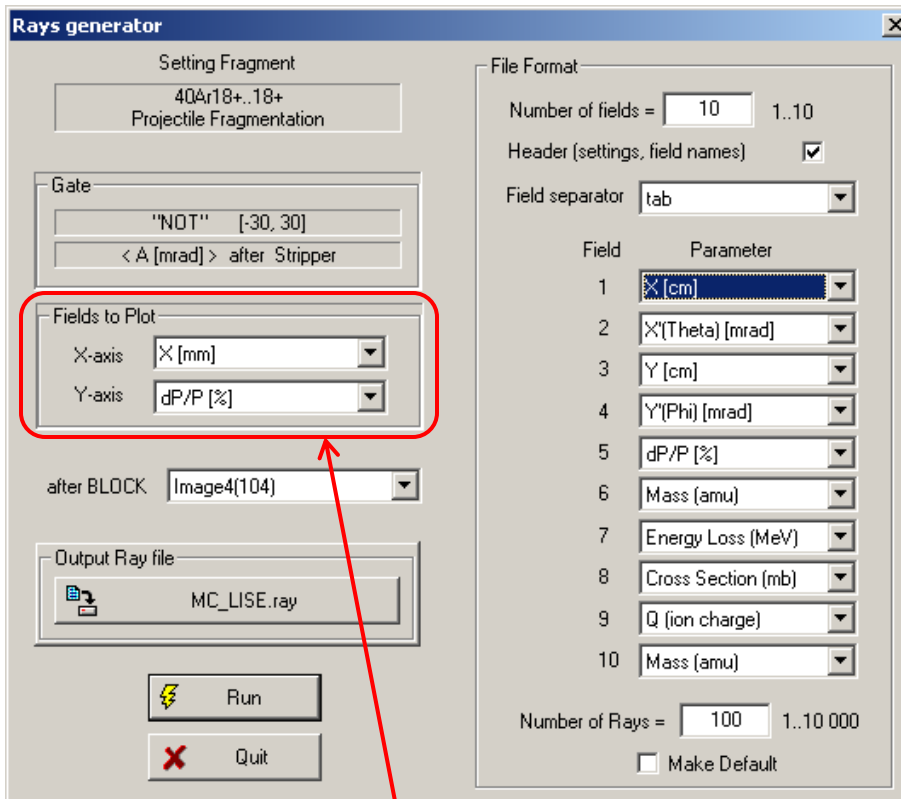 Rays generator
Setting Fragment
40Ar18+..18+
Projectile Fragmentation
Gate
"NOT" [-30, 30]
< A [mrad] > after Stripper
Fields to Plot
X-axis X [mm]
Y-axis dP/P [%]
after BLOCK Image4(104)
Output Ray file
MC_LISE.ray
Run
Quit
File Format
Number of fields = 10 1..10
Header (settings, field names)
Field separator tab
Field Parameter
1 X [cm]
2 X'(Theta) [mrad]
3 Y [cm]
4 Y'(Phi) [mrad]
5 dP/P [%]
6 Mass (amu)
7 Energy Loss (MeV)
8 Cross Section (mb)
9 Q (ion charge)
10 Mass (amu)
Number of Rays = 100 1..10 000
Make Default